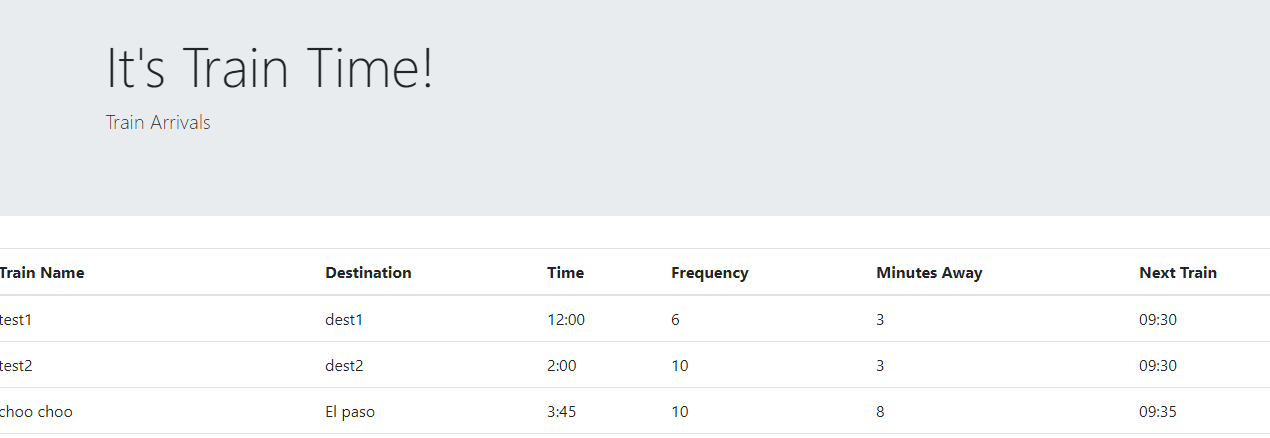 It's Train Time!
Train Arrivals
Train Name Destination Time Frequency Minutes Away Next Train
test1 dest1 12:00 6 3 09:30
test2 dest2 2:00 10 3 09:30
choo choo El paso 3:45 10 8 09:35